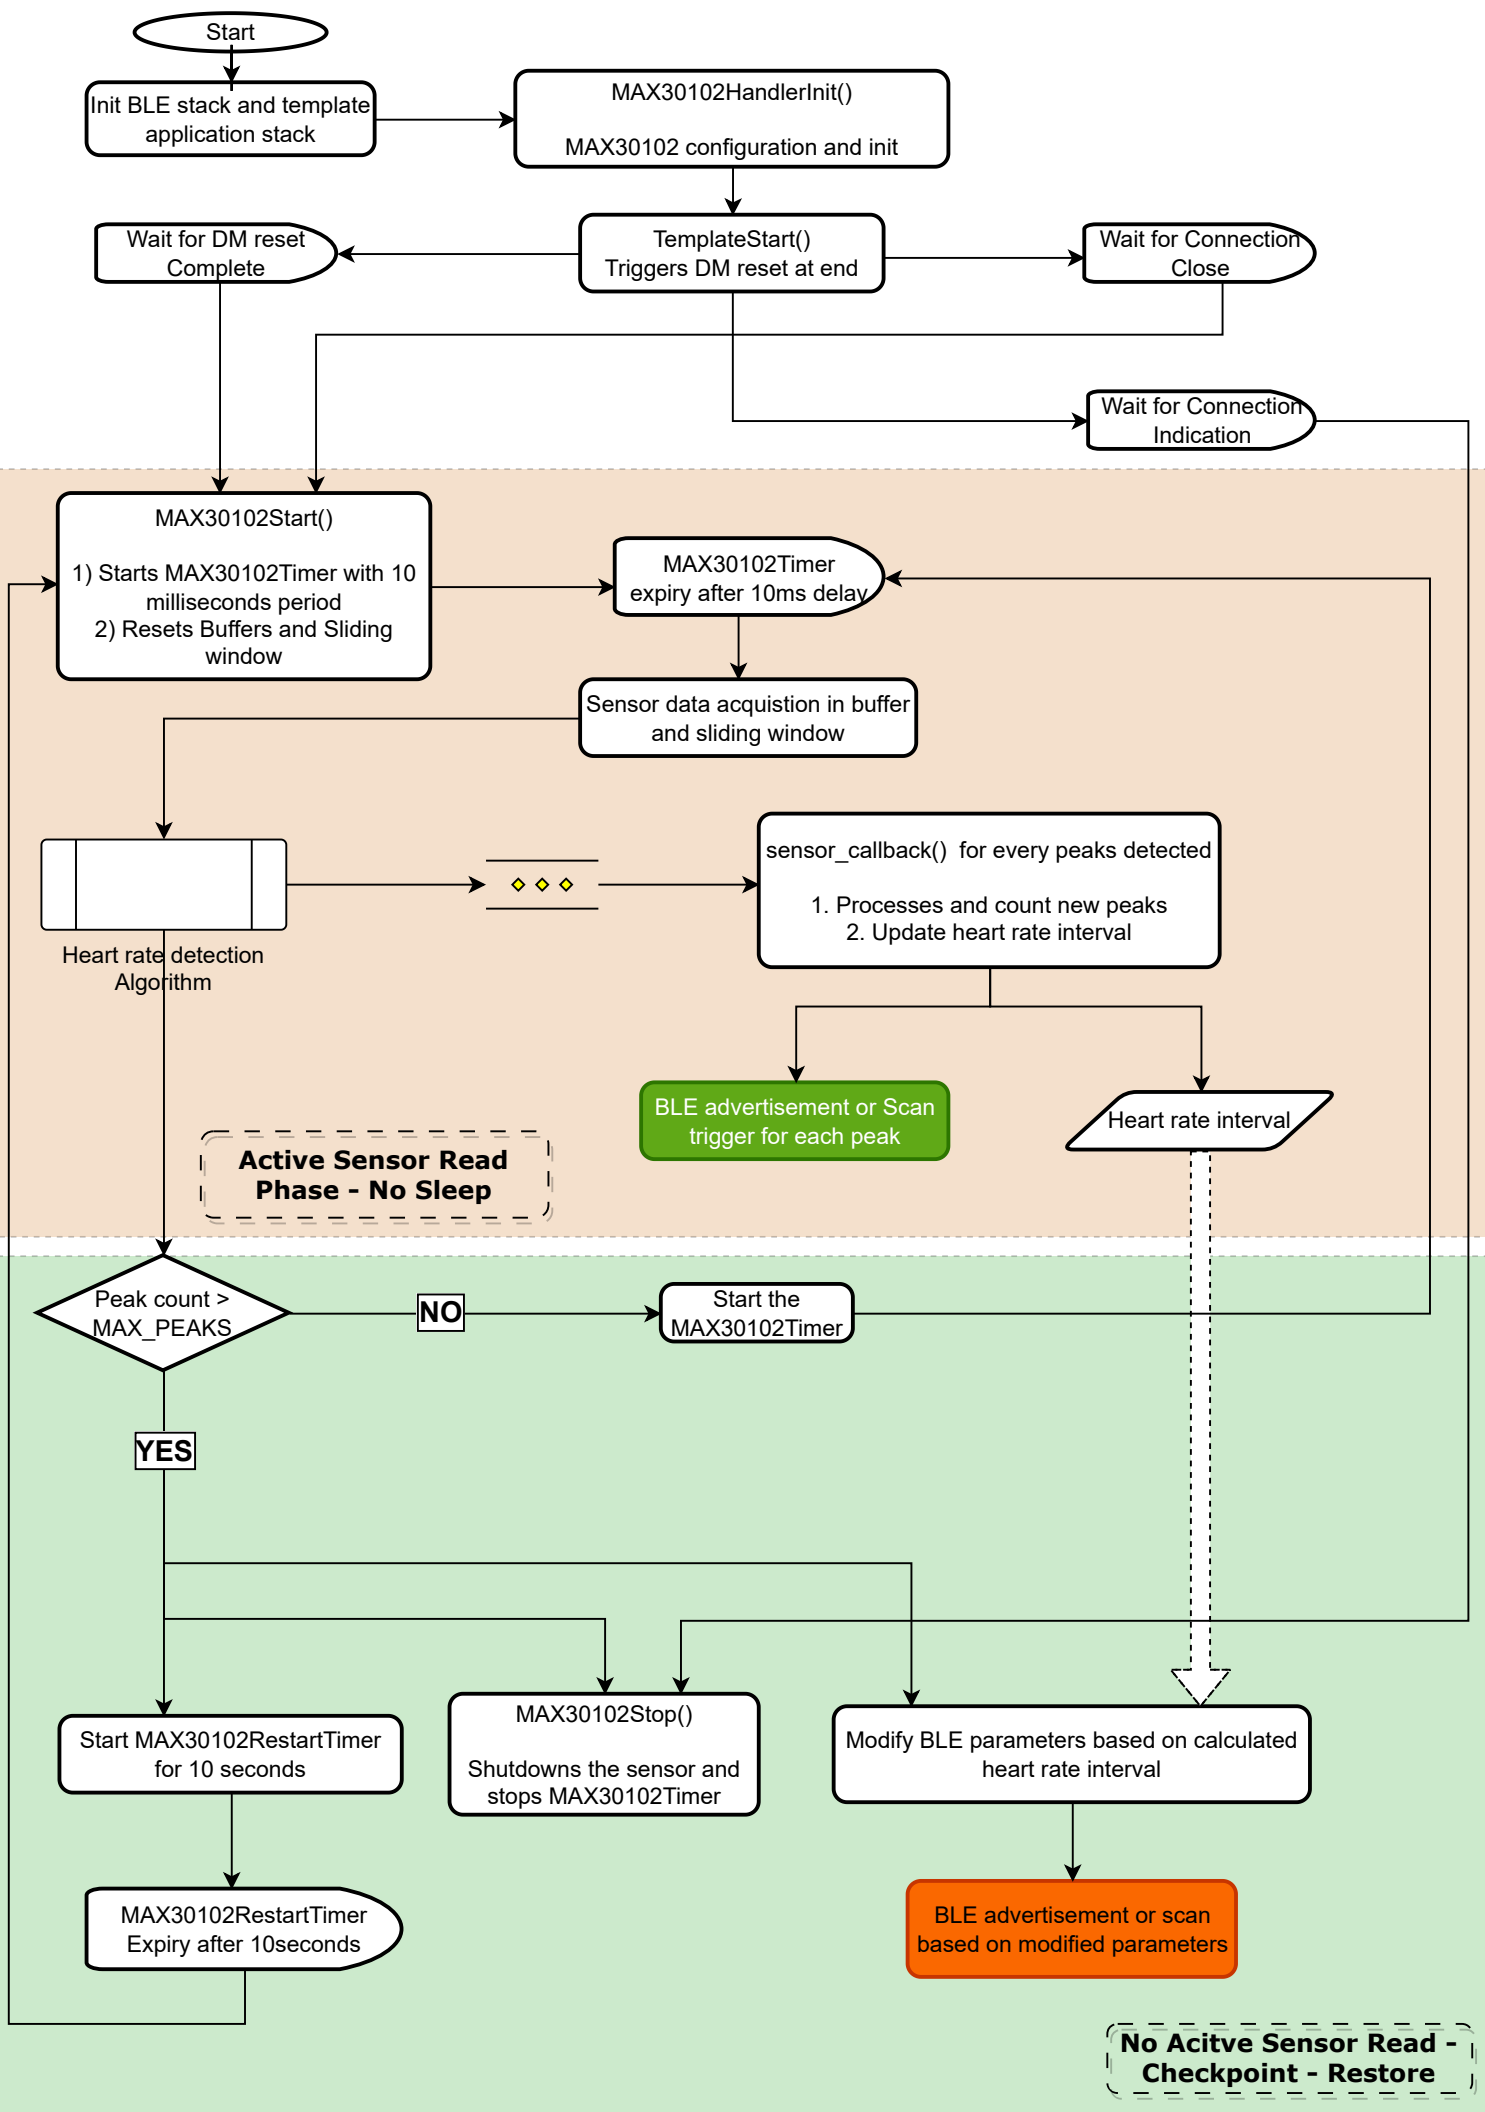 Start
Init BLE stack and template
application stack
MAX30102HandlerInit()
MAX30102 configuration and init
Wait for DM reset
Complete
TemplateStart()
Triggers DM reset at end
Wait for Connection
Close
Wait for Connection
Indication
MAX30102Start()
1) Starts MAX30102Timer with 10
milliseconds period
2) Resets Buffers and Sliding
window
MAX30102Timer
expiry after 10ms delay
Sensor data acquistion in buffer
and sliding window
Heart rate detection
Algorithm
sensor_callback()  for every peaks detected
1. Processes and count new peaks
2. Update heart rate interval
BLE advertisement or Scan
trigger for each peak
Heart rate interval
Active Sensor Read
Phase - No Sleep
Peak count >
MAX_PEAKS
NO
Start the
MAX30102Timer
YES
Start MAX30102RestartTimer
for 10 seconds
MAX30102Stop()
Shutdowns the sensor and
stops MAX30102Timer
Modify BLE parameters based on calculated
heart rate interval
MAX30102RestartTimer
Expiry after 10seconds
BLE advertisement or scan
based on modified parameters
No Acitve Sensor Read -
Checkpoint - Restore